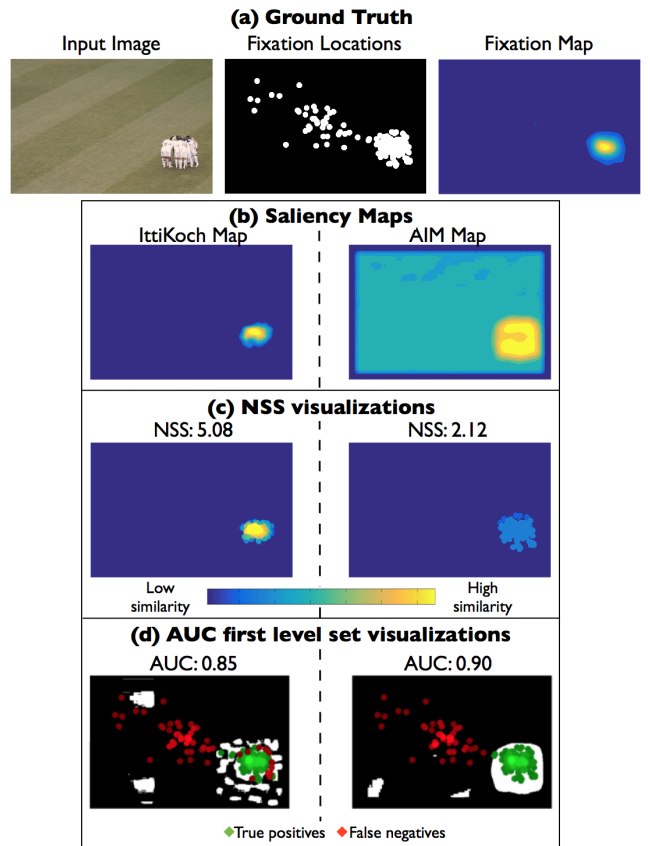 (a) Ground Truth
Input Image
Fixation Locations
Fixation Map
(b) Saliency Maps
IttiKoch Map
AIM Map
(c) NSS visualizations
NSS: 5.08
NSS: 2.12
Low
similarity
High
similarity
(d) AUC first level set visualizations
AUC: 0.85
AUC: 0.90
True positives
False negatives